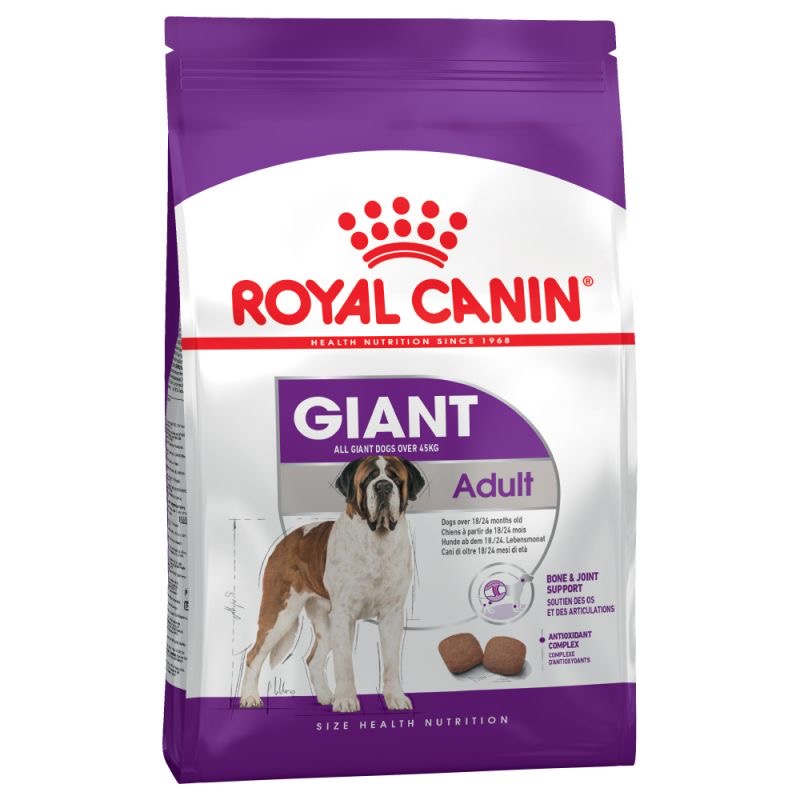 ROYAL CANIN®
HEALTH NUTRITION SINCE 1968
GIANT
ALL GIANT DOGS OVER 45KG
Adult
Dogs over 18/24 months old
Chiens à partir de 18/24 mois
Hunde ab dem 18./24. Lebensmonat
Cani di oltre 18/24 mesi di età
BONE & JOINT
SUPPORT
SOUTIEN DES OS
ET DES ARTICULATIONS
ANTIOXIDANT
COMPLEX
COMPLEXE
D'ANTIOXYDANTS
SIZE HEALTH NUTRITION